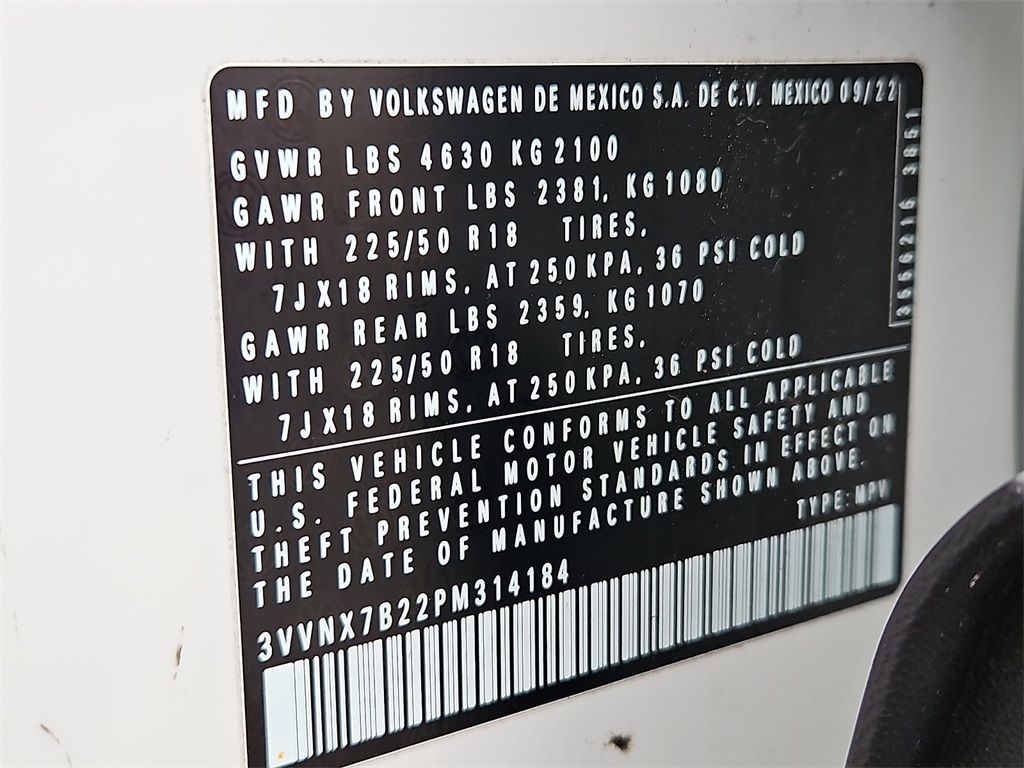 MFD BY VOLKSWAGEN DE MEXICO S.A. DE C.V. MEXICO 09/22
GVWR LBS 4630 KG 2100
GAWR FRONT LBS 2381, KG 1080
WITH 225/50 R18 TIRES,
7J X18 RIMS, AT 250 KPA, 36 PSI COLD
GAWR REAR LBS 2359, KG 1070
WITH 225/50 R18 TIRES,
7J X18 RIMS, AT 250 KPA, 36 PSI COLD
THIS VEHICLE CONFORMS TO ALL APPLICABLE
U.S. FEDERAL MOTOR VEHICLE SAFETY AND
THEFT PREVENTION STANDARDS IN EFFECT ON
THE DATE OF MANUFACTURE SHOWN ABOVE.
TYPE: MPV
3VVNX7B22PM314184